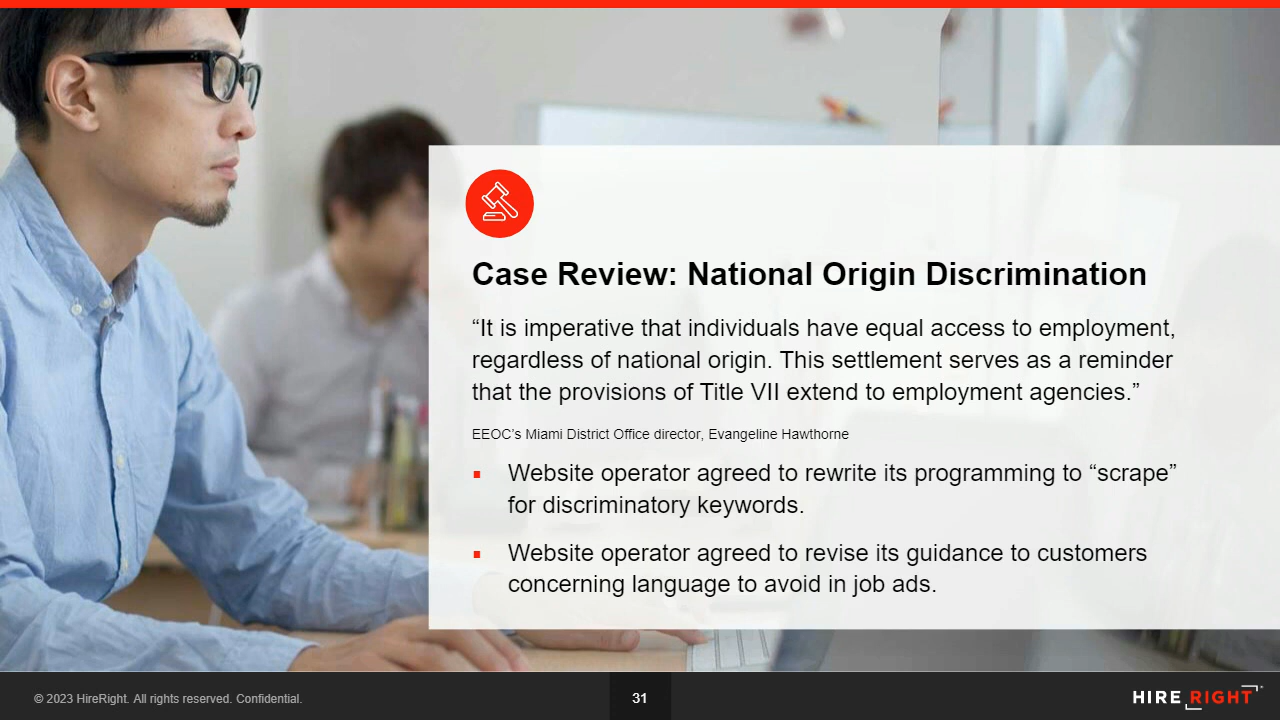 Case Review: National Origin Discrimination
“It is imperative that individuals have equal access to employment,
regardless of national origin. This settlement serves as a reminder
that the provisions of Title VII extend to employment agencies.”
EEOC’s Miami District Office director, Evangeline Hawthorne
▪ Website operator agreed to rewrite its programming to “scrape”
for discriminatory keywords.
▪ Website operator agreed to revise its guidance to customers
concerning language to avoid in job ads.
© 2023 HireRight. All rights reserved. Confidential.
31
HIRE RIGHT